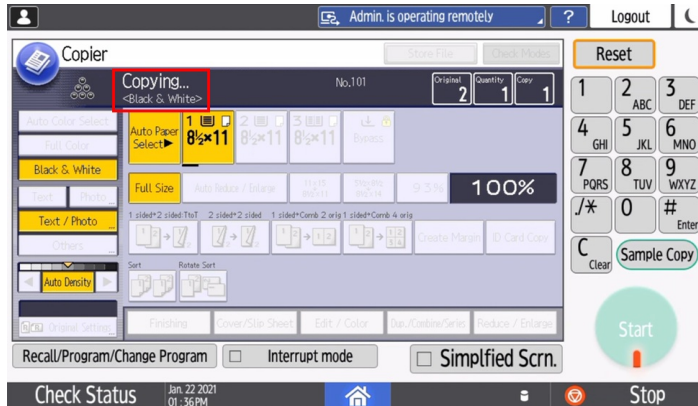 Admin. is operating remotely
?
Logout
Copier
Store File
Check Modes
Reset
Copying...
<Black & White>
No.101
Original
2
Quantity
1
Copy
1
Auto Color Select
Full Color
Black & White
Text
Photo
Text / Photo
Others
Auto Density
Original Settings
Auto Paper
Select▶
1
8½×11
2
8½×11
3
8½×11
Bypass
Full Size
Auto Reduce / Enlarge
93%
100%
1 sided→2 sided:TtoT
2 sided→2 sided
1 sided→Comb 2 orig
1 sided→Comb 4 orig
Create Margin
ID Card Copy
Sort
Rotate Sort
Finishing
Cover/Slip Sheet
Edit / Color
Dup./Combine/Series
Reduce / Enlarge
1
2 ABC
3 DEF
4 GHI
5 JKL
6 MNO
7 PQRS
8 TUV
9 WXYZ
./*
0
# Enter
C Clear
Sample Copy
Start
Recall/Program/Change Program
Interrupt mode
Simplfied Scrn.
Check Status
Jan. 22 2021
01:36PM
Stop